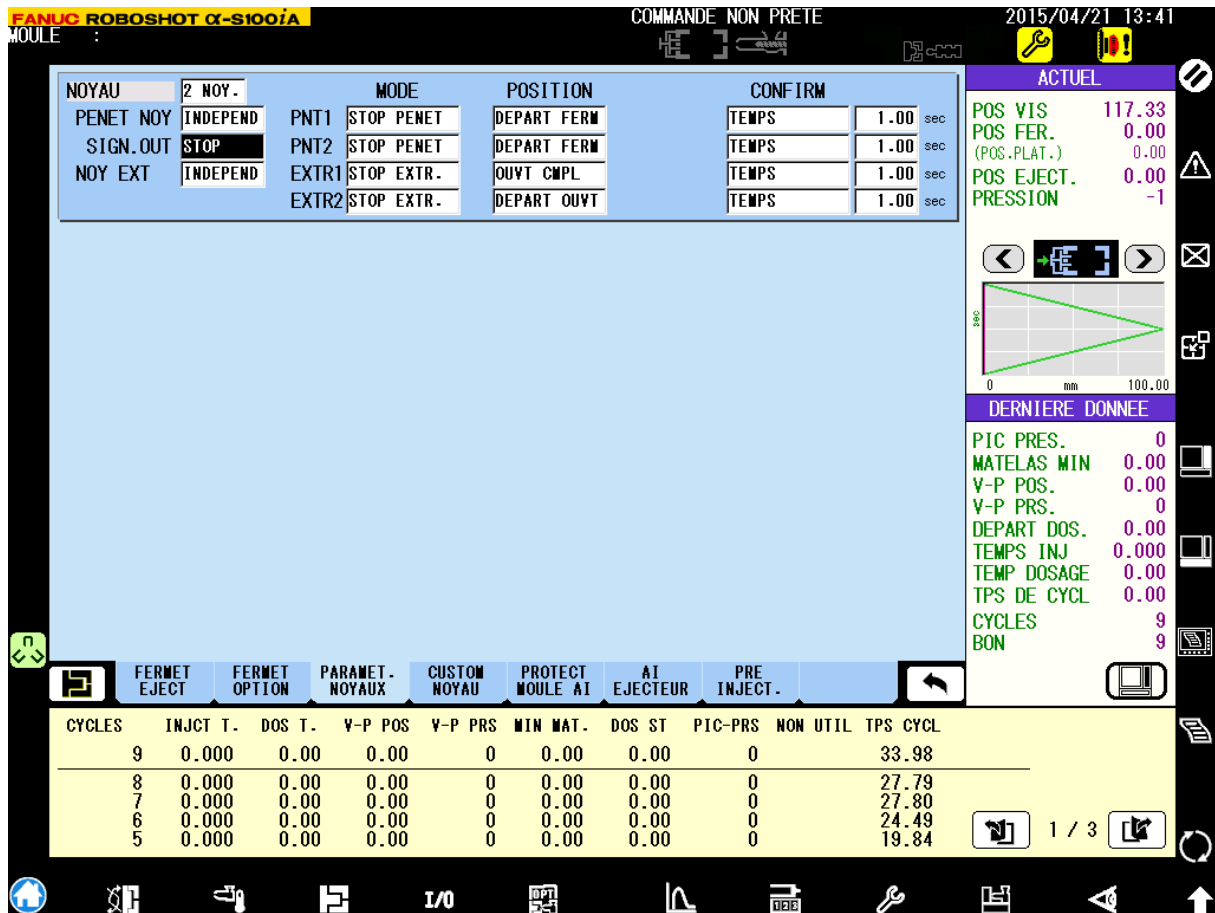 FANUC ROBOSHOT α-S100iA
COMMANDE NON PRETE
2015/04/21 13:41
MOULE :
NOYAU 2 NOY. MODE POSITION CONFIRM
PENET NOY INDEPEND PNT1 STOP PENET DEPART FERM TEMPS 1.00 sec
SIGN.OUT STOP PNT2 STOP PENET DEPART FERM TEMPS 1.00 sec
NOY EXT INDEPEND EXTR1 STOP EXTR. OUVT CMPL TEMPS 1.00 sec
EXTR2 STOP EXTR. DEPART OUVT TEMPS 1.00 sec
ACTUEL
POS VIS 117.33
POS FER. 0.00
(POS.PLAT.) 0.00
POS EJECT. 0.00
PRESSION -1
sec
0 mm 100.00
DERNIERE DONNEE
PIC PRES. 0
MATELAS MIN 0.00
V-P POS. 0.00
V-P PRS. 0
DEPART DOS. 0.00
TEMPS INJ 0.000
TEMP DOSAGE 0.00
TPS DE CYCL 0.00
CYCLES 9
BON 9
FERMET EJECT
FERMET OPTION
PARAMET. NOYAUX
CUSTOM NOYAU
PROTECT MOULE AI
AI EJECTEUR
PRE INJECT.
CYCLES INJCT T. DOS T. V-P POS V-P PRS MIN MAT. DOS ST PIC-PRS NON UTIL TPS CYCL
9 0.000 0.00 0.00 0 0.00 0.00 0 33.98
8 0.000 0.00 0.00 0 0.00 0.00 0 27.79
7 0.000 0.00 0.00 0 0.00 0.00 0 27.80
6 0.000 0.00 0.00 0 0.00 0.00 0 24.49
5 0.000 0.00 0.00 0 0.00 0.00 0 19.84
1 / 3
I/O
OPT
123